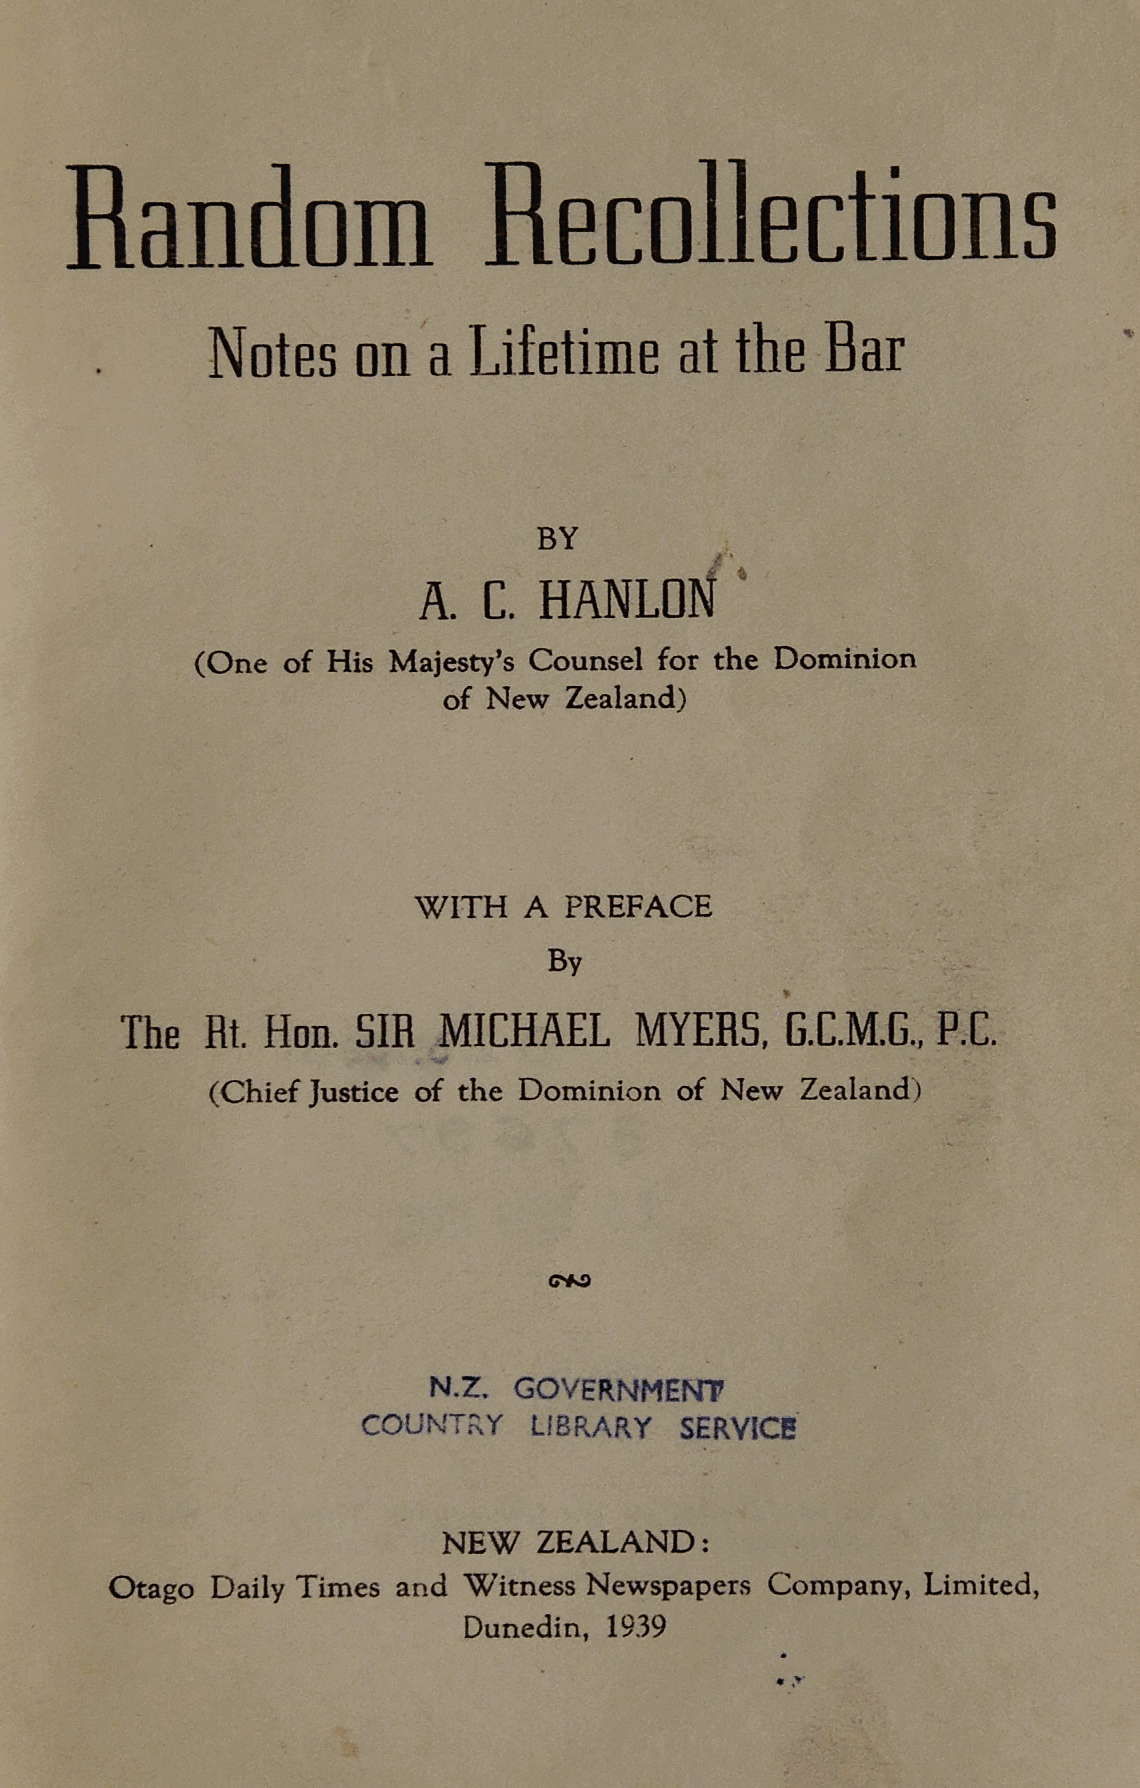 Random Recollections
Notes on a Lifetime at the Bar
BY
A. C. HANLON
(One of His Majesty's Counsel for the Dominion
of New Zealand)
WITH A PREFACE
By
The Rt. Hon. SIR MICHAEL MYERS, G.C.M.G., P.C.
(Chief Justice of the Dominion of New Zealand)
N.Z. GOVERNMENT
COUNTRY LIBRARY SERVICE
NEW ZEALAND:
Otago Daily Times and Witness Newspapers Company, Limited,
Dunedin, 1939